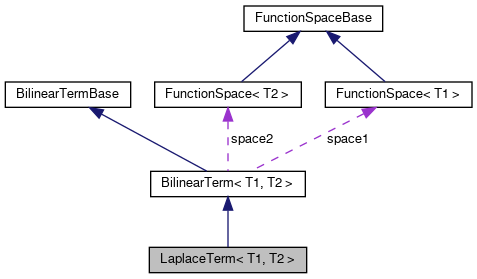 FunctionSpaceBase
BilinearTermBase
FunctionSpace< T2 >
FunctionSpace< T1 >
space2
space1
BilinearTerm< T1, T2 >
LaplaceTerm< T1, T2 >